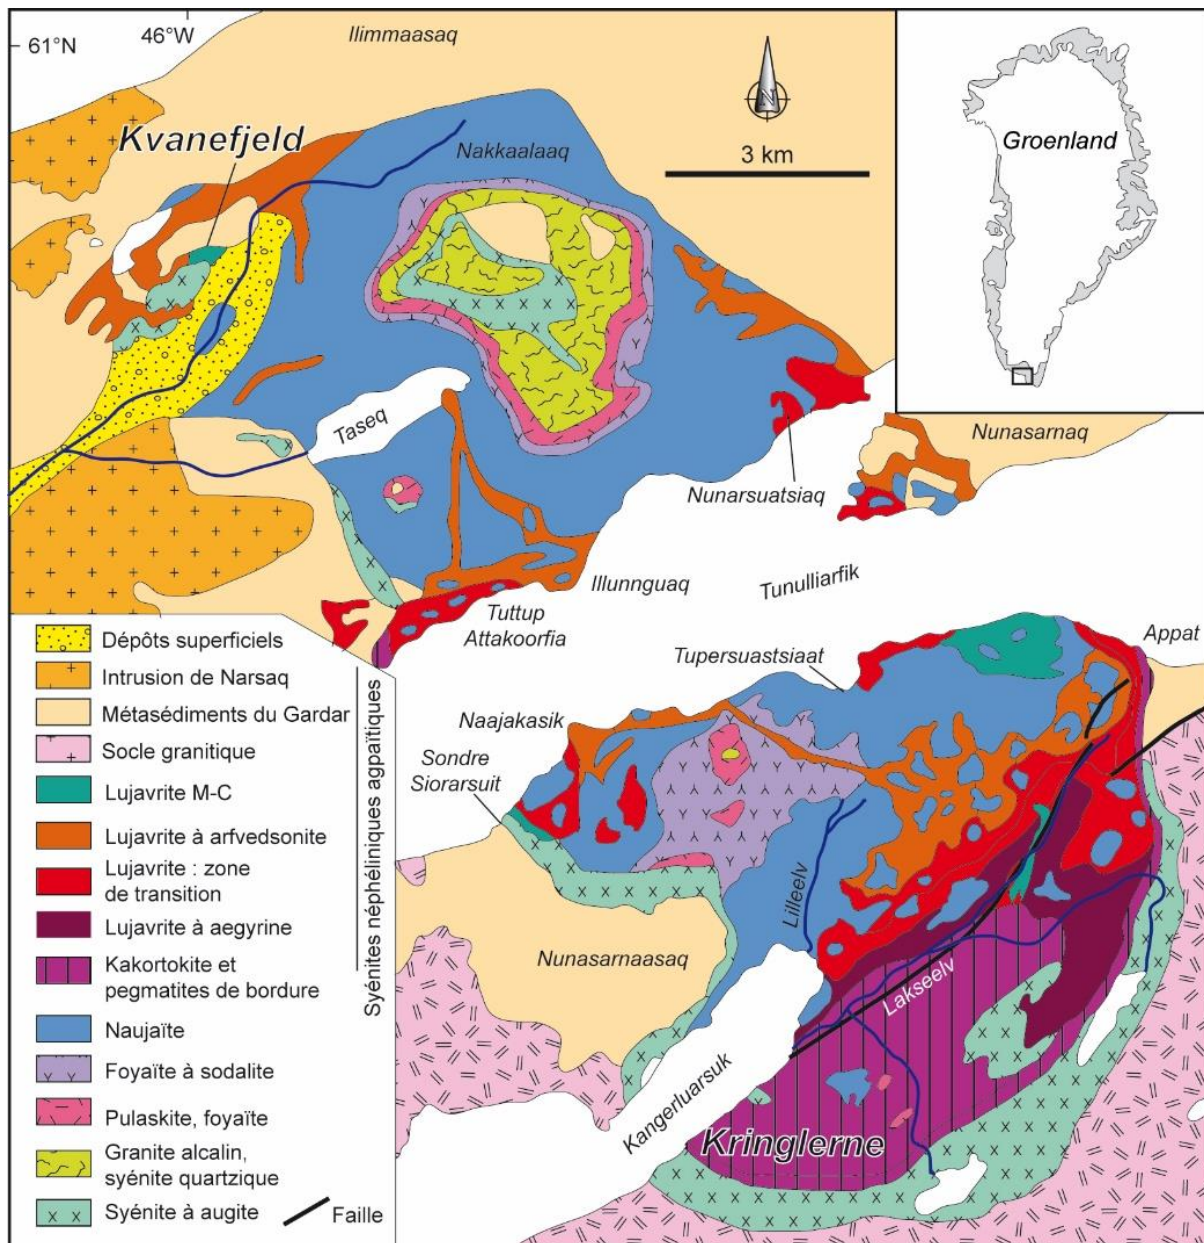 61°N
46°W
Ilimmaasaq
Kvanefjeld
Nakkaalaaq
N
3 km
Groenland
Taseq
Nunarsuatsiaq
Nunasarnaq
Illunnguaq
Tunulliarfik
Tuttup
Attakoorfia
Tupersuastsiaat
Appat
Naajakasik
Sondre
Siorarsuit
Lilleelv
Nunasarnaasaq
Lakseelv
Kangerluarsuk
Kringlerne
Dépôts superficiels
Intrusion de Narsaq
Métasédiments du Gardar
Socle granitique
Lujavrite M-C
Lujavrite à arfvedsonite
Lujavrite : zone
de transition
Lujavrite à aegyrine
Kakortokite et
pegmatites de bordure
Naujaïte
Foyaïte à sodalite
Pulaskite, foyaïte
Granite alcalin,
syénite quartzique
Syénite à augite
Faille
Syénites néphéliniques agpaïtiques